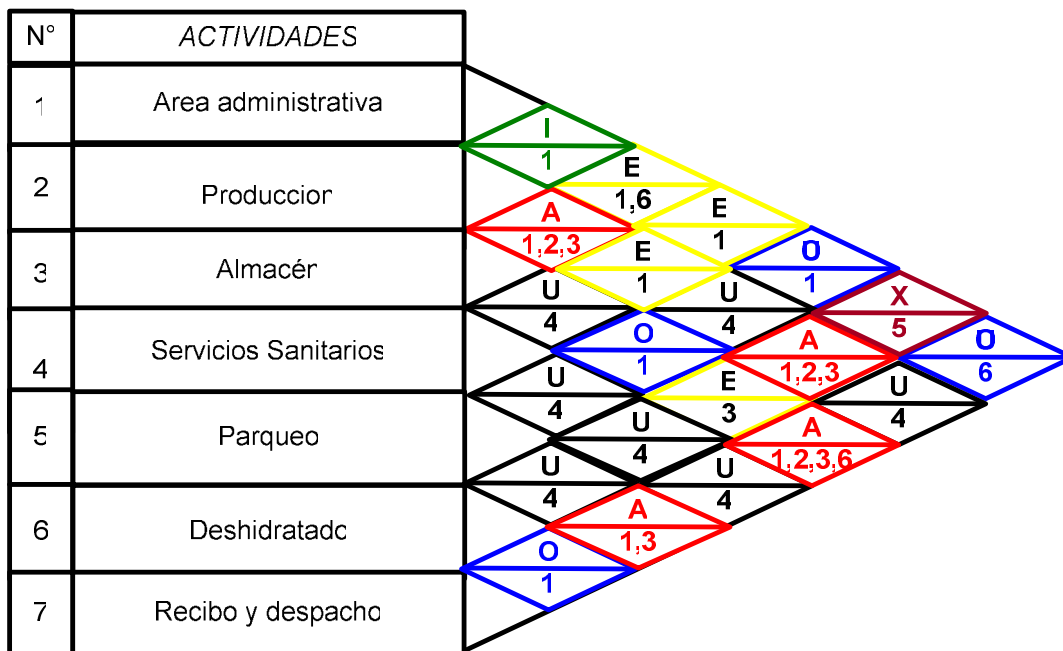 N° ACTIVIDADES
1 Area administrativa
I
1
E
2 Produccior
1,6
A E
1,2,3 1
E O
3 Almacér
1 1
U U X
4 4 5
O A O
4 Servicios Sanitarios
1 1,2,3 6
U E U
4 3 4
U A
5 Parqueo
4 1,2,3,6
U U
4 4
A
6 Deshidratadc
1,3
O
1
7 Recibo y despacho